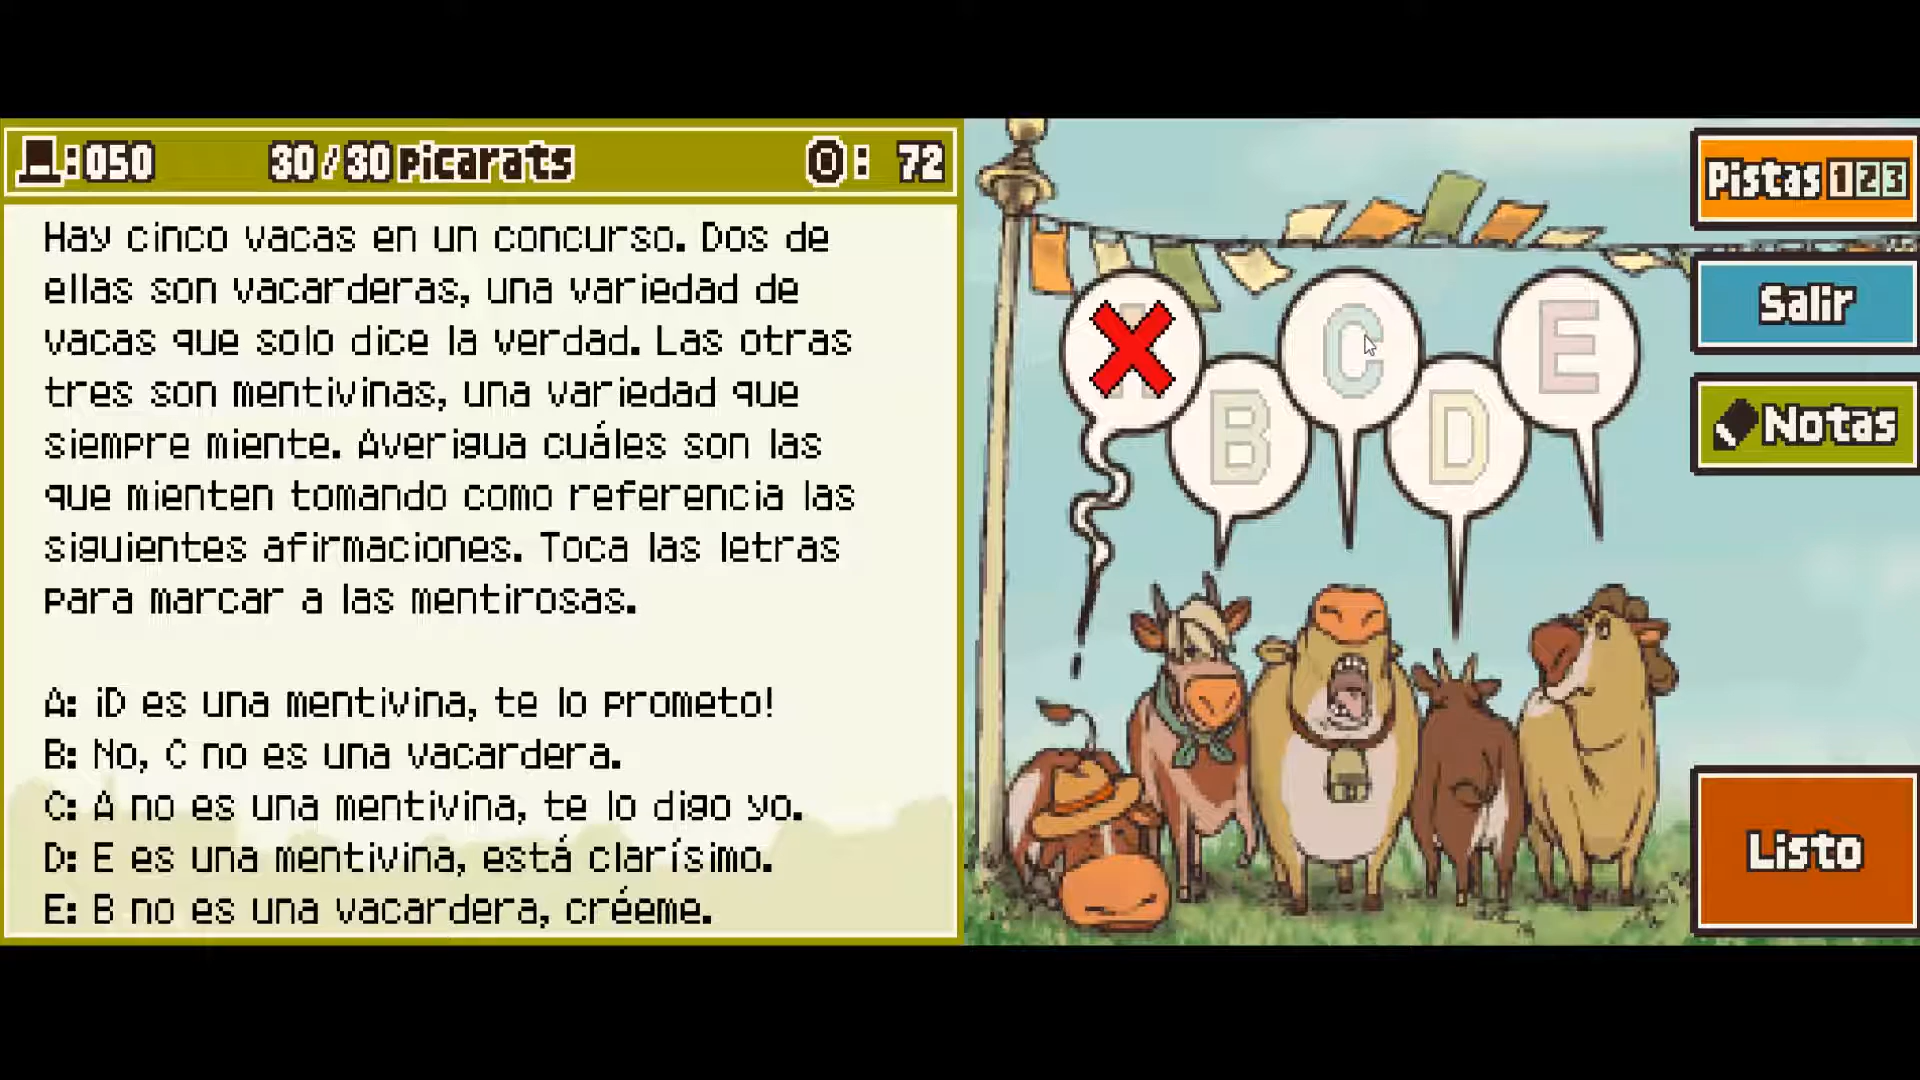 :050 30/30 picarats : 72
Hay cinco vacas en un concurso. Dos de
ellas son vacarderas, una variedad de
vacas que solo dice la verdad. Las otras
tres son mentivinas, una variedad que
siempre miente. Averigua cuáles son las
que mienten tomando como referencia las
siguientes afirmaciones. Toca las letras
para marcar a las mentirosas.
A: ¡D es una mentivina, te lo prometo!
B: No, C no es una vacardera.
C: A no es una mentivina, te lo digo yo.
D: E es una mentivina, está clarísimo.
E: B no es una vacardera, créeme.
A
B
C
D
E
Pistas 1 2 3
Salir
Notas
Listo